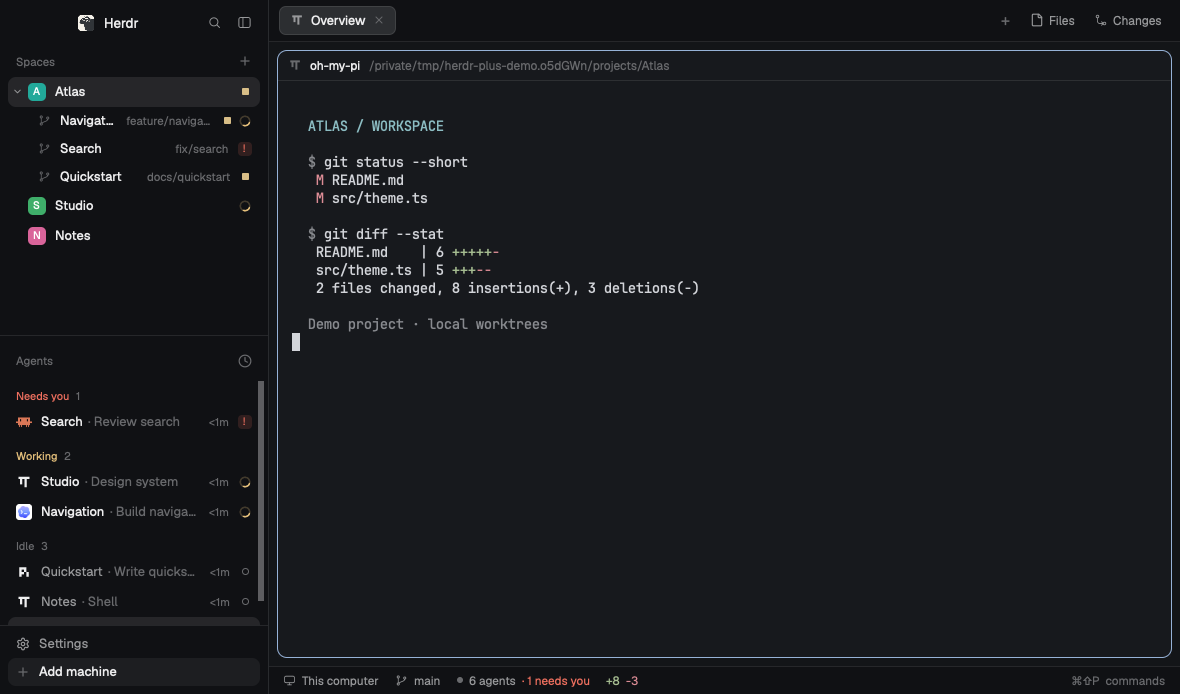 Herdr
Spaces
A Atlas
Navigat... feature/naviga...
Search fix/search !
Quickstart docs/quickstart
S Studio
N Notes
Agents
Needs you 1
Search · Review search <1m !
Working 2
Studio · Design system <1m
Navigation · Build naviga... <1m
Idle 3
Quickstart · Write quicks... <1m
Notes · Shell <1m
Settings
+ Add machine
Overview ×
+ Files Changes
oh-my-pi /private/tmp/herdr-plus-demo.o5dGWn/projects/Atlas
ATLAS / WORKSPACE
$ git status --short
M README.md
M src/theme.ts
$ git diff --stat
README.md | 6 +++++-
src/theme.ts | 5 +++--
2 files changed, 8 insertions(+), 3 deletions(-)
Demo project · local worktrees
This computer main 6 agents · 1 needs you +8 -3 ⌘⇧P commands